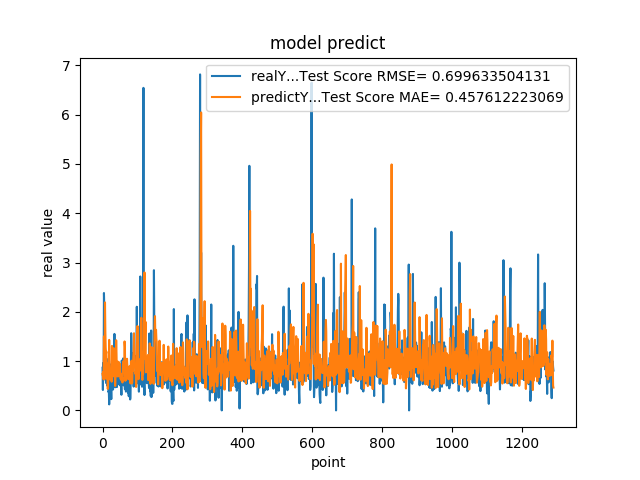 model predict
realY...Test Score RMSE= 0.699633504131
predictY...Test Score MAE= 0.457612223069
real value
7
6
5
4
3
2
1
0
0 200 400 600 800 1000 1200
point